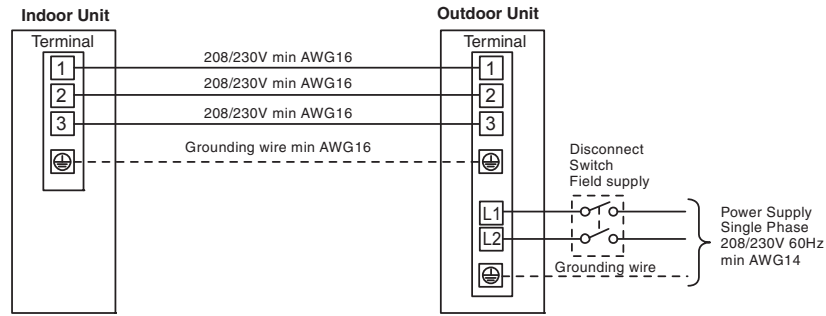 Indoor Unit
Outdoor Unit
Terminal
Terminal
1
208/230V min AWG16
1
2
208/230V min AWG16
2
3
208/230V min AWG16
3
Grounding wire min AWG16
Disconnect
Switch
Field supply
L1
L2
Grounding wire
Power Supply
Single Phase
208/230V 60Hz
min AWG14